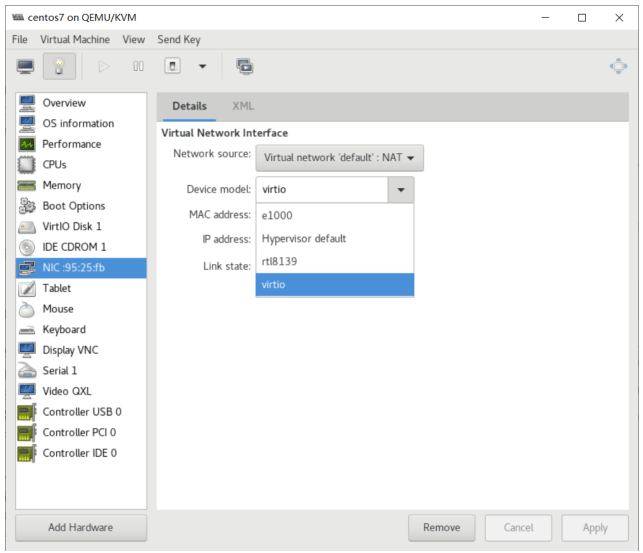 centos7 on QEMU/KVM
File Virtual Machine View Send Key
Overview
OS information
Performance
CPUs
Memory
Boot Options
VirtIO Disk 1
IDE CDROM 1
NIC :95:25:fb
Tablet
Mouse
Keyboard
Display VNC
Serial 1
Video QXL
Controller USB 0
Controller PCI 0
Controller IDE 0
Add Hardware
Details XML
Virtual Network Interface
Network source: Virtual network 'default' : NAT
Device model: virtio
MAC address:
IP address:
Link state:
e1000
Hypervisor default
rtl8139
virtio
Remove Cancel Apply